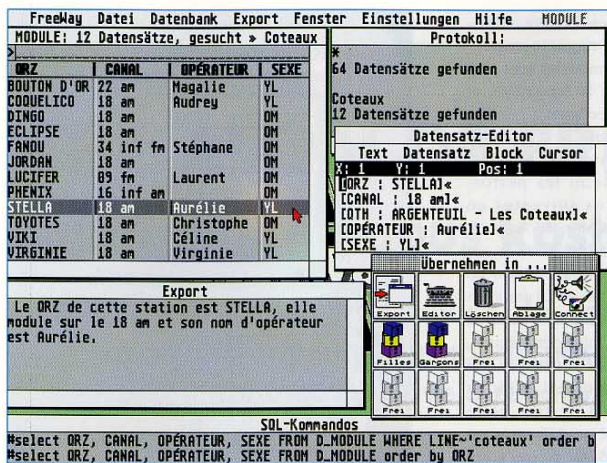 FreeWay Datei Datenbank Export Fenster Einstellungen Hilfe MODULE
MODULE: 12 Datensätze, gesucht » Coteaux
>
QRZ CANAL OPÉRATEUR SEXE
BOUTON D'OR 22 am Magalie YL
COQUELICO 18 am Audrey YL
DINGO 18 am OM
ECLIPSE 18 am OM
FANOU 34 inf fm Stéphane OM
JORDAN 18 am OM
LUCIFER 09 fm Laurent OM
PHENIX 16 inf am OM
STELLA 18 am Aurélie YL
TOYOTES 18 am Christophe OM
VIKI 18 am Céline YL
VIRGINIE 18 am Virginie YL
Protokoll:
*
64 Datensätze gefunden
Coteaux
12 Datensätze gefunden
Datensatz-Editor
Text Datensatz Block Cursor
X: 1 Y: 1 Pos: 1
[QRZ : STELLA]«
[CANAL : 18 am]«
[QTH : ARGENTEUIL - Les Coteaux]«
[OPÉRATEUR : Aurélie]«
[SEXE : YL]«
Übernehmen in ...
Export Editor Löschen Ablage Connect
Filles Garçons Frei Frei Frei
Frei Frei Frei Frei Frei
Export
Le QRZ de cette station est STELLA, elle
module sur le 18 am et son nom d'opérateur
est Aurélie.
SQL-Kommandos
#select QRZ, CANAL, OPÉRATEUR, SEXE FROM D_MODULE WHERE LINE~'coteaux' order b
#select QRZ, CANAL, OPÉRATEUR, SEXE FROM D_MODULE order by QRZ